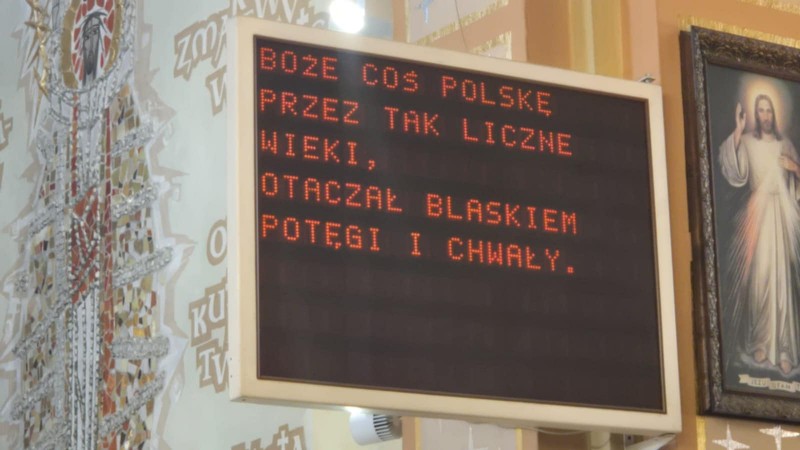 BOŻE COŚ POLSKĘ
PRZEZ TAK LICZNE
WIEKI,
OTACZAŁ BLASKIEM
POTĘGI I CHWAŁY.